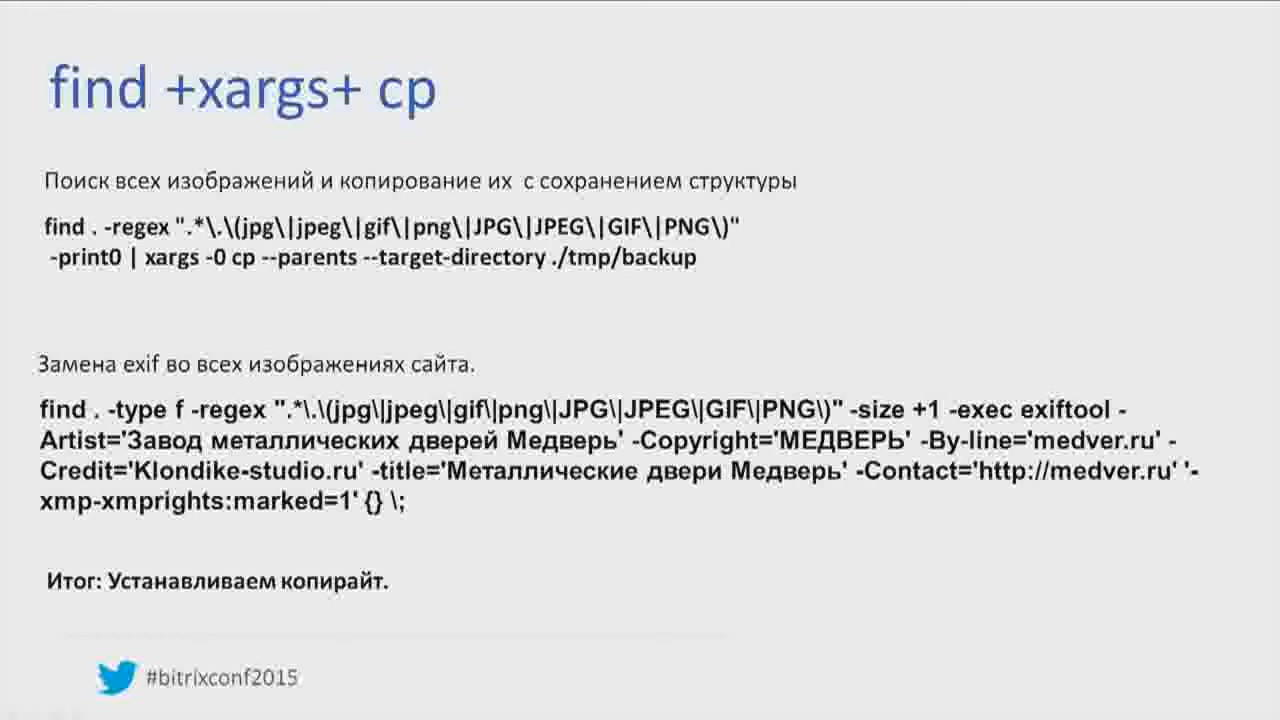 find +xargs+ cp
Поиск всех изображений и копирование их с сохранением структуры
find . -regex ".*\.\(jpg\|jpeg\|gif\|png\|JPG\|JPEG\|GIF\|PNG\)"
-print0 | xargs -0 cp --parents --target-directory ./tmp/backup
Замена exif во всех изображениях сайта.
find . -type f -regex ".*\.\(jpg\|jpeg\|gif\|png\|JPG\|JPEG\|GIF\|PNG\)" -size +1 -exec exiftool -
Artist='Завод металлических дверей Медверь' -Copyright='МЕДВЕРЬ' -By-line='medver.ru' -
Credit='Klondike-studio.ru' -title='Металлические двери Медверь' -Contact='http://medver.ru' '-
xmp-xmprights:marked=1' {} \;
Итог: Устанавливаем копирайт.
#bitrixconf2015